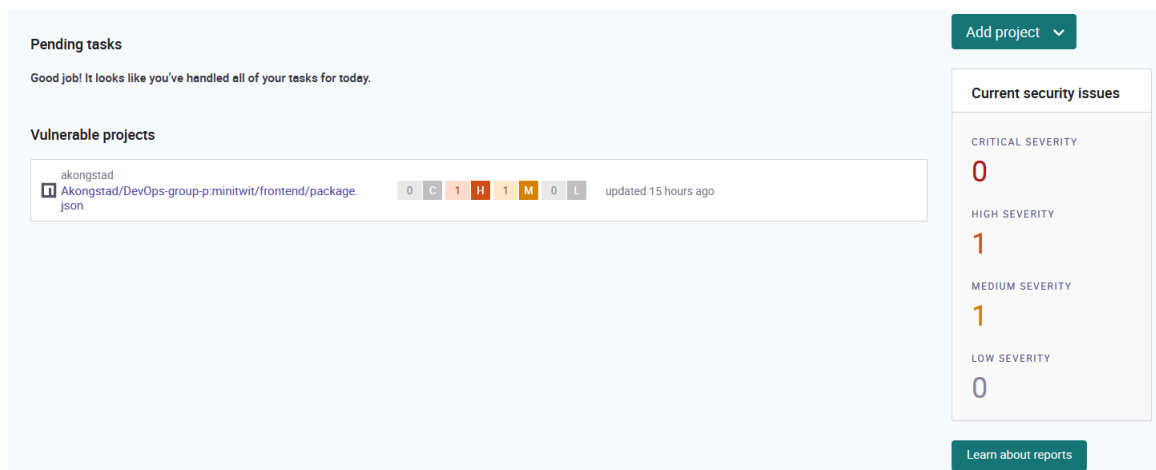 Pending tasks
Good job! It looks like you've handled all of your tasks for today.
Vulnerable projects
akongstad
Akongstad/DevOps-group-p:minitwit/frontend/package.
json
0 C 1 H 1 M 0 L
updated 15 hours ago
Add project
Current security issues
CRITICAL SEVERITY
0
HIGH SEVERITY
1
MEDIUM SEVERITY
1
LOW SEVERITY
0
Learn about reports